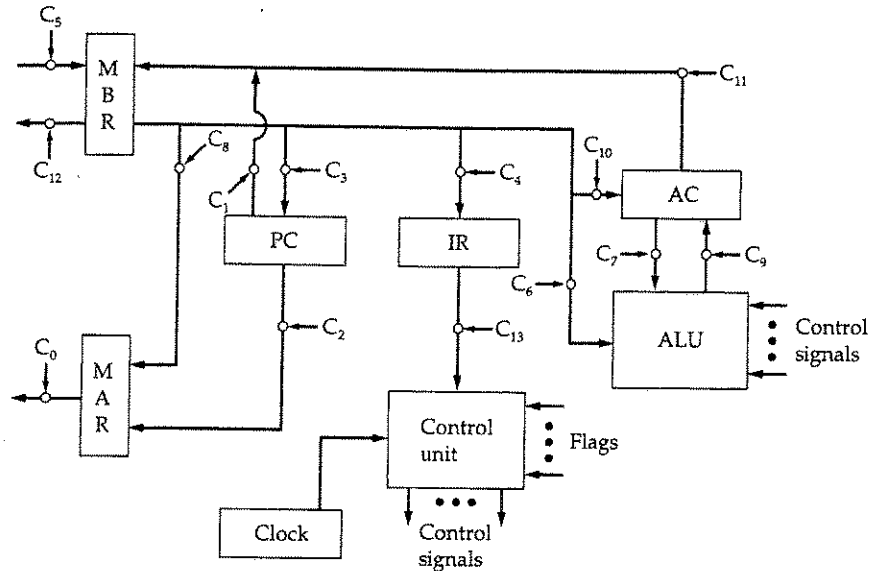 C₅
M
B
R
C₁₁
C₁₂
C₈
C₁
C₃
C₄
C₁₀
AC
PC
IR
C₇
C₉
C₆
C₂
C₁₃
ALU
Control
signals
C₀
M
A
R
Control
unit
Flags
Clock
Control
signals